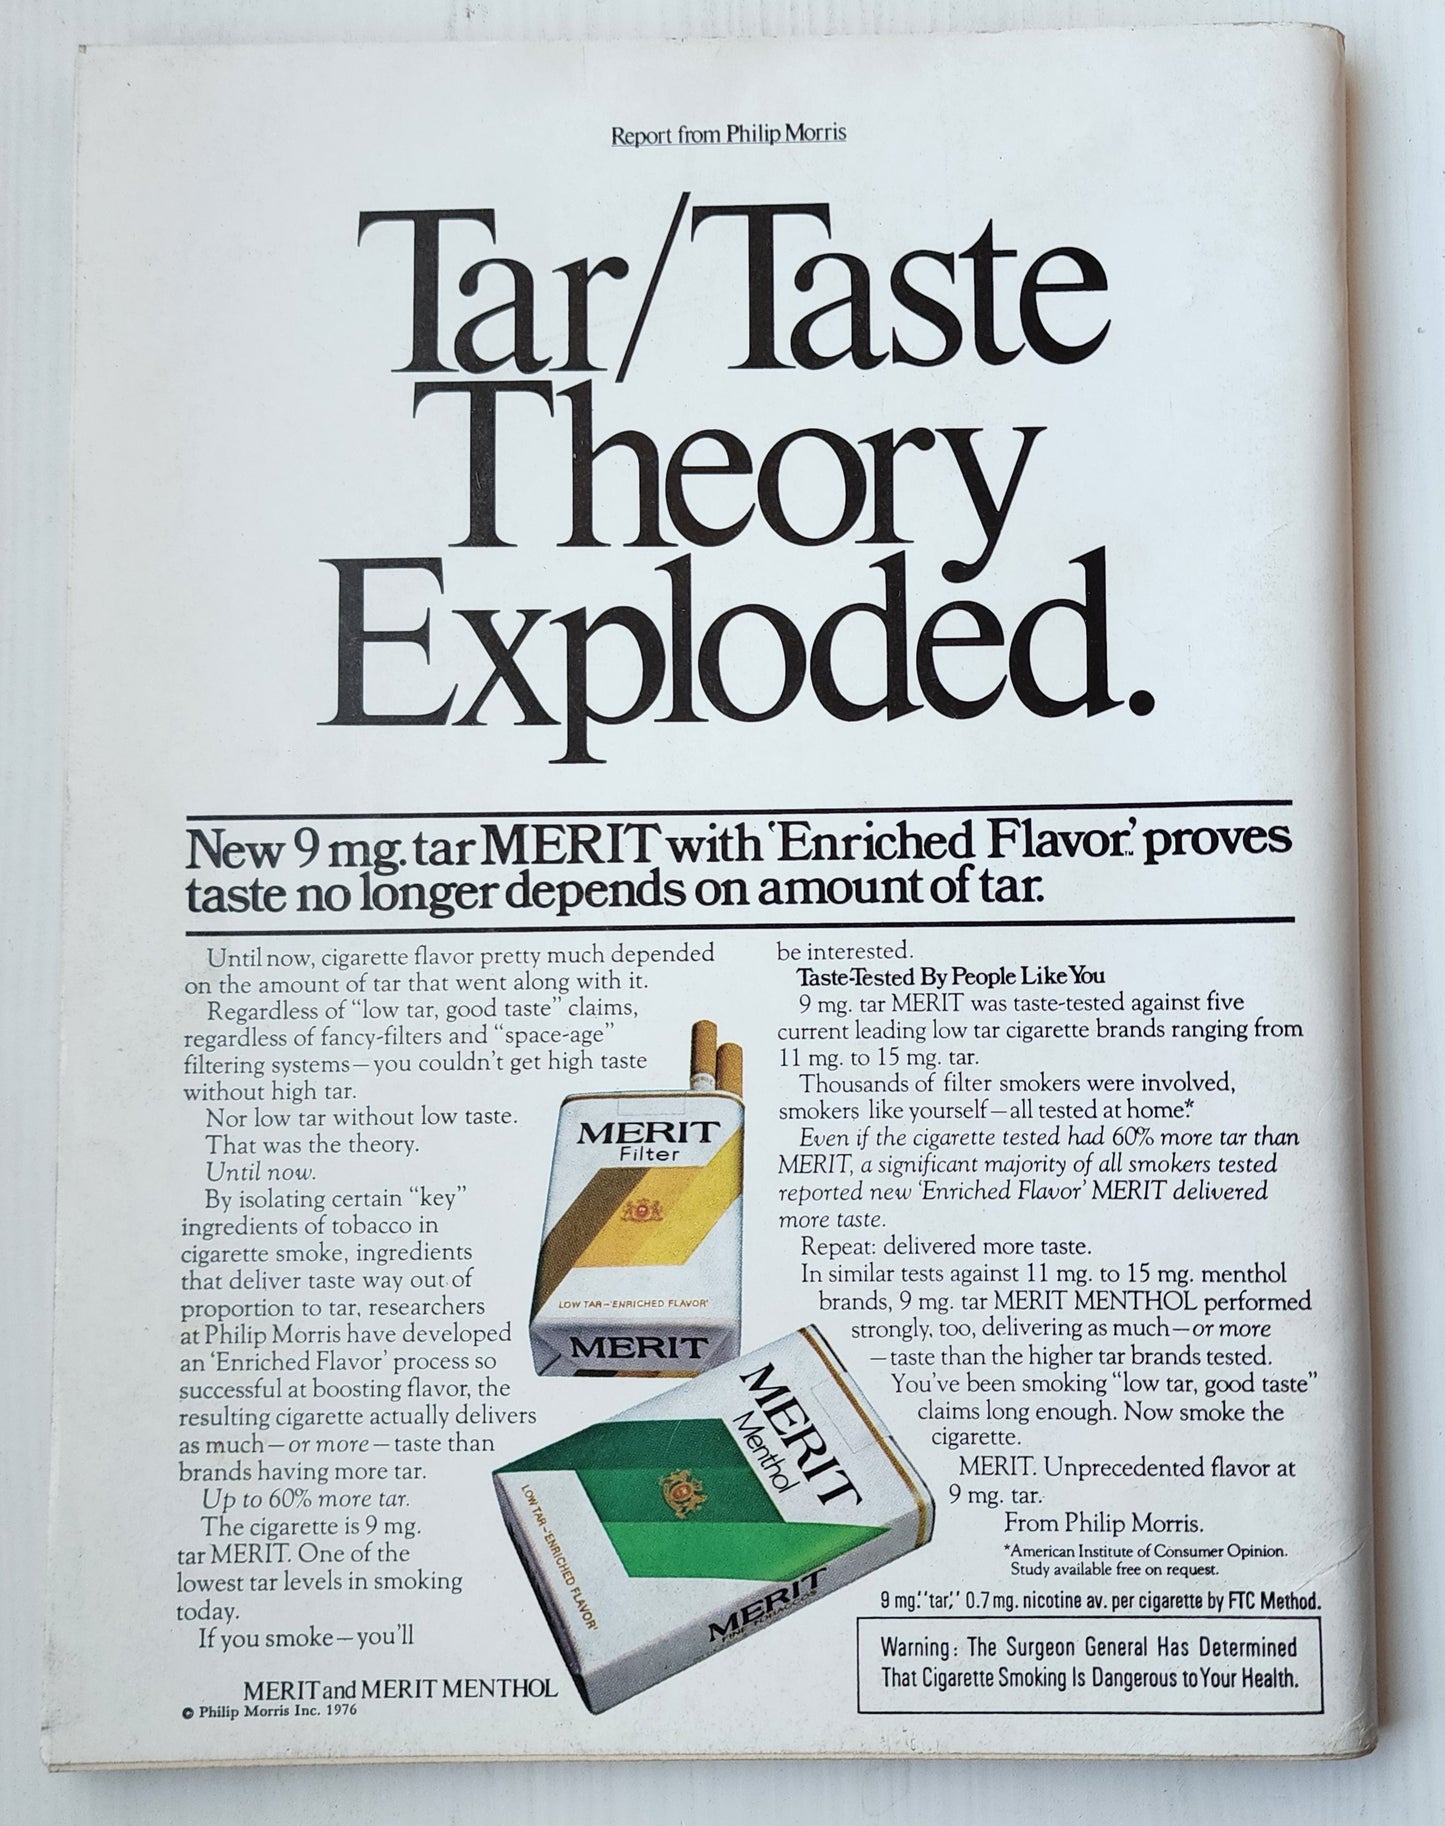 Report from Philip Morris
Tar/Taste
Theory
Exploded.
New 9 mg. tar MERIT with ‘Enriched Flavor.’™ proves
taste no longer depends on amount of tar.
Until now, cigarette flavor pretty much depended
on the amount of tar that went along with it.
Regardless of “low tar, good taste” claims,
regardless of fancy-filters and “space-age”
filtering systems—you couldn’t get high taste
without high tar.
Nor low tar without low taste.
That was the theory.
Until now.
By isolating certain “key”
ingredients of tobacco in
cigarette smoke, ingredients
that deliver taste way out of
proportion to tar, researchers
at Philip Morris have developed
an ‘Enriched Flavor’ process so
successful at boosting flavor, the
resulting cigarette actually delivers
as much—or more—taste than
brands having more tar.
Up to 60% more tar.
The cigarette is 9 mg.
tar MERIT. One of the
lowest tar levels in smoking
today.
If you smoke—you’ll
be interested.
Taste-Tested By People Like You
9 mg. tar MERIT was taste-tested against five
current leading low tar cigarette brands ranging from
11 mg. to 15 mg. tar.
Thousands of filter smokers were involved,
smokers like yourself—all tested at home.*
Even if the cigarette tested had 60% more tar than
MERIT, a significant majority of all smokers tested
reported new ‘Enriched Flavor’ MERIT delivered
more taste.
Repeat: delivered more taste.
In similar tests against 11 mg. to 15 mg. menthol
brands, 9 mg. tar MERIT MENTHOL performed
strongly, too, delivering as much—or more
—taste than the higher tar brands tested.
You’ve been smoking “low tar, good taste”
claims long enough. Now smoke the
cigarette.
MERIT. Unprecedented flavor at
9 mg. tar.
From Philip Morris.
*American Institute of Consumer Opinion.
Study available free on request.
9 mg. "tar," 0.7 mg. nicotine av. per cigarette by FTC Method.
Warning: The Surgeon General Has Determined
That Cigarette Smoking Is Dangerous to Your Health.
MERIT
Filter
LOW TAR–‘ENRICHED FLAVOR’
MERIT
MERIT
Menthol
LOW TAR–‘ENRICHED FLAVOR’
MERIT
FINE TOBACCOS
MERIT and MERIT MENTHOL
© Philip Morris Inc. 1976